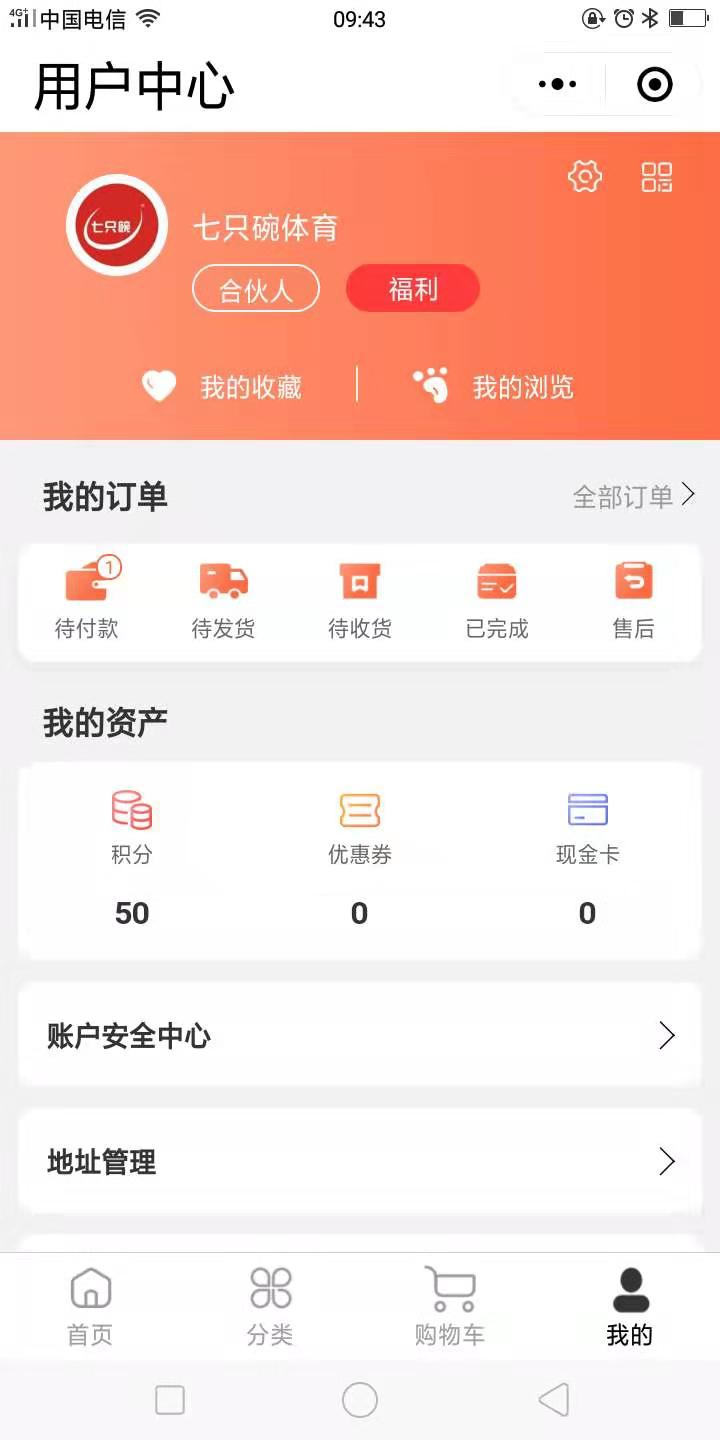 4G+ 中国电信 09:43
用户中心
七只碗
七只碗体育
合伙人 福利
我的收藏 我的浏览
我的订单 全部订单
1
待付款 待发货 待收货 已完成 售后
我的资产
积分 优惠券 现金卡
50 0 0
账户安全中心
地址管理
首页 分类 购物车 我的